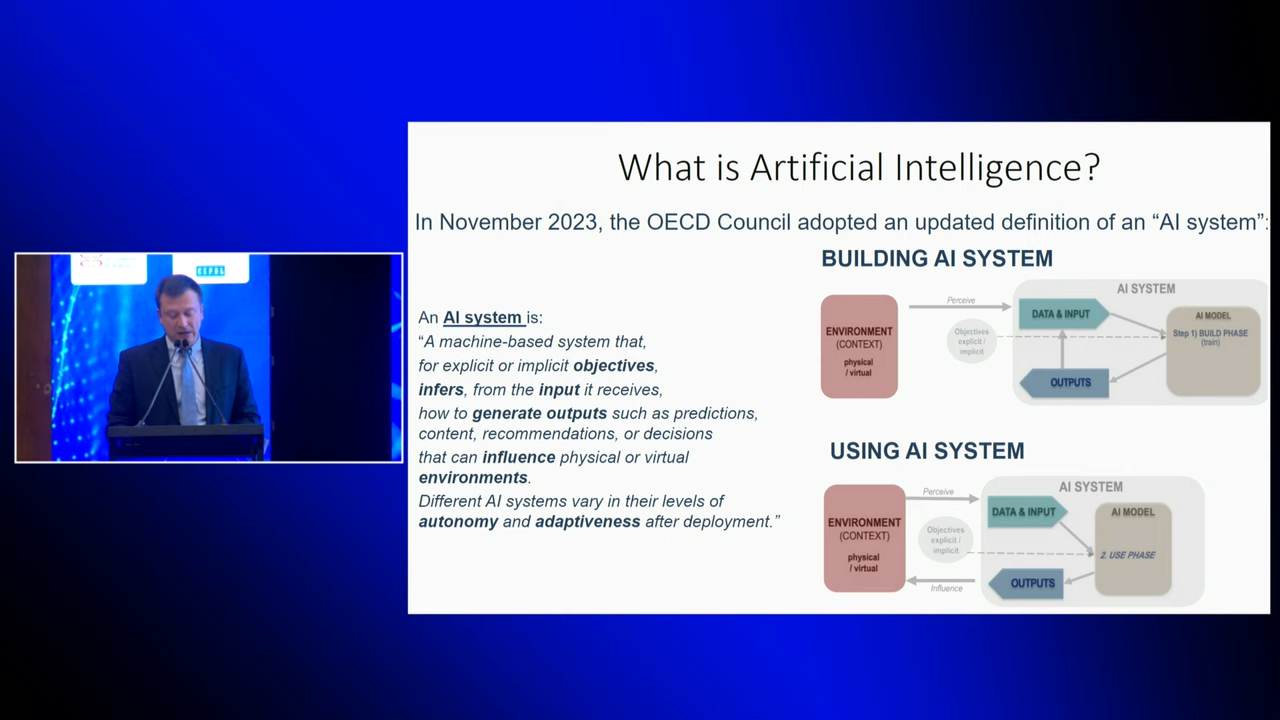 What is Artificial Intelligence?
In November 2023, the OECD Council adopted an updated definition of an “AI system”:
An AI system is:
“A machine-based system that,
for explicit or implicit objectives,
infers, from the input it receives,
how to generate outputs such as predictions,
content, recommendations, or decisions
that can influence physical or virtual
environments.
Different AI systems vary in their levels of
autonomy and adaptiveness after deployment.”
BUILDING AI SYSTEM
AI SYSTEM
Perceive
ENVIRONMENT
(CONTEXT)
physical
/ virtual
Objectives
explicit /
implicit
DATA & INPUT
AI MODEL
Step 1) BUILD PHASE
(train)
OUTPUTS
USING AI SYSTEM
AI SYSTEM
Perceive
ENVIRONMENT
(CONTEXT)
physical
/ virtual
Objectives
explicit /
implicit
DATA & INPUT
AI MODEL
2. USE PHASE
OUTPUTS
Influence